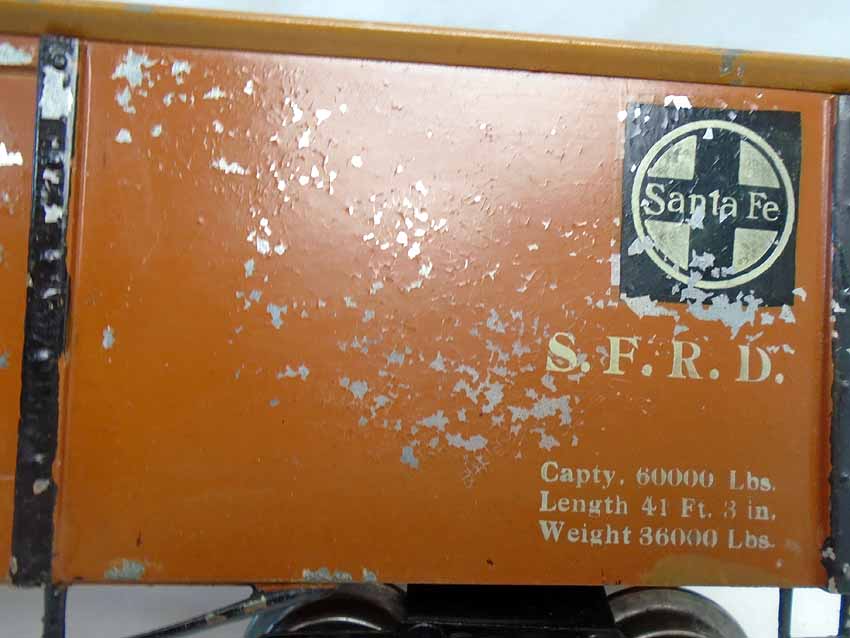 Santa Fe
S. F. R. D.
Capty. 60000 Lbs.
Length 41 Ft. 3 in.
Weight 36000 Lbs.